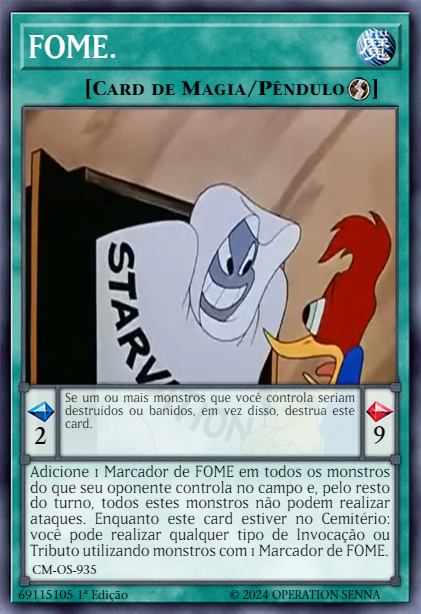 FOME.
魔
[CARD DE MAGIA/PÊNDULO]
STARV
TION
Se um ou mais monstros que você controla seriam
destruídos ou banidos, em vez disso, destrua este
card.
2
9
Adicione 1 Marcador de FOME em todos os monstros
do que seu oponente controla no campo e, pelo resto
do turno, todos estes monstros não podem realizar
ataques. Enquanto este card estiver no Cemitério:
você pode realizar qualquer tipo de Invocação ou
Tributo utilizando monstros com 1 Marcador de FOME.
CM-OS-935
69115105 1ª Edição
© 2024 OPERATION SENNA